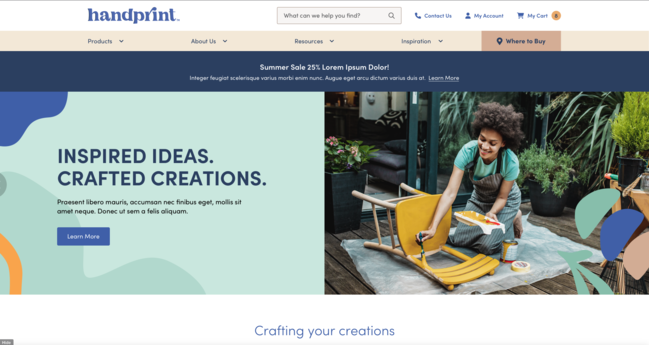 handprint
What can we help you find?
Contact Us
My Account
My Cart
Products
About Us
Resources
Inspiration
Where to Buy
Summer Sale 25% Lorem Ipsum Dolor!
Integer feugiat scelerisque varius morbi enim nunc. Augue eget arcu dictum varius duis at. Learn More
INSPIRED IDEAS.
CRAFTED CREATIONS.
Praesent libero mauris, accumsan nec finibus eget, mollis sit
amet neque. Donec ut sem a felis aliquam.
Learn More
Crafting your creations